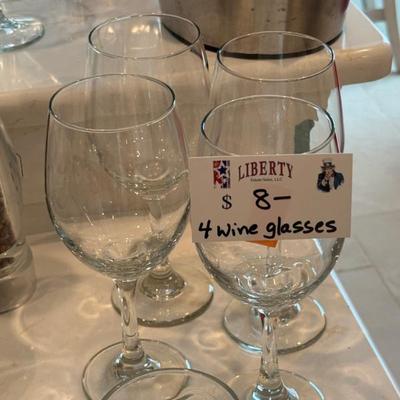 LIBERTY
Estate Sales, LLC
$ 8-
4 wine glasses